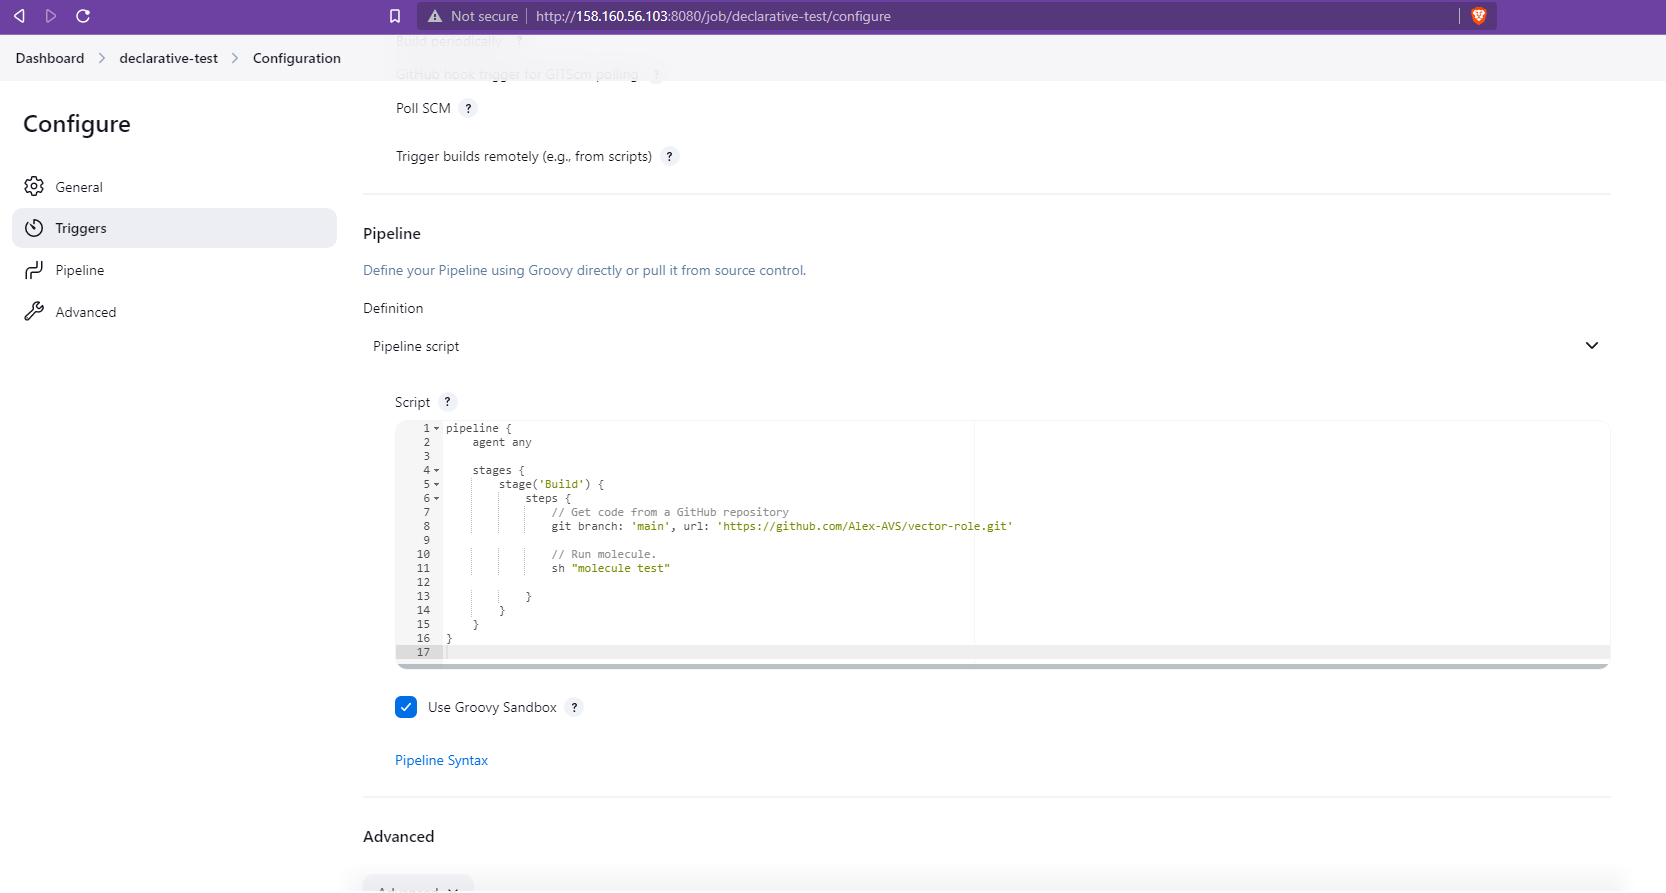 Not secure http://158.160.56.103:8080/job/declarative-test/configure
Build periodically ?
Dashboard declarative-test Configuration
GitHub hook trigger for GITScm polling ?
Poll SCM ?
Configure
Trigger builds remotely (e.g., from scripts) ?
General
Triggers
Pipeline
Advanced
Pipeline
Define your Pipeline using Groovy directly or pull it from source control.
Definition
Pipeline script
Script ?
1 pipeline {
2 agent any
3
4 stages {
5 stage('Build') {
6 steps {
7 // Get code from a GitHub repository
8 git branch: 'main', url: 'https://github.com/Alex-AVS/vector-role.git'
9
10 // Run molecule.
11 sh "molecule test"
12
13 }
14 }
15 }
16 }
17
Use Groovy Sandbox ?
Pipeline Syntax
Advanced
Advanced